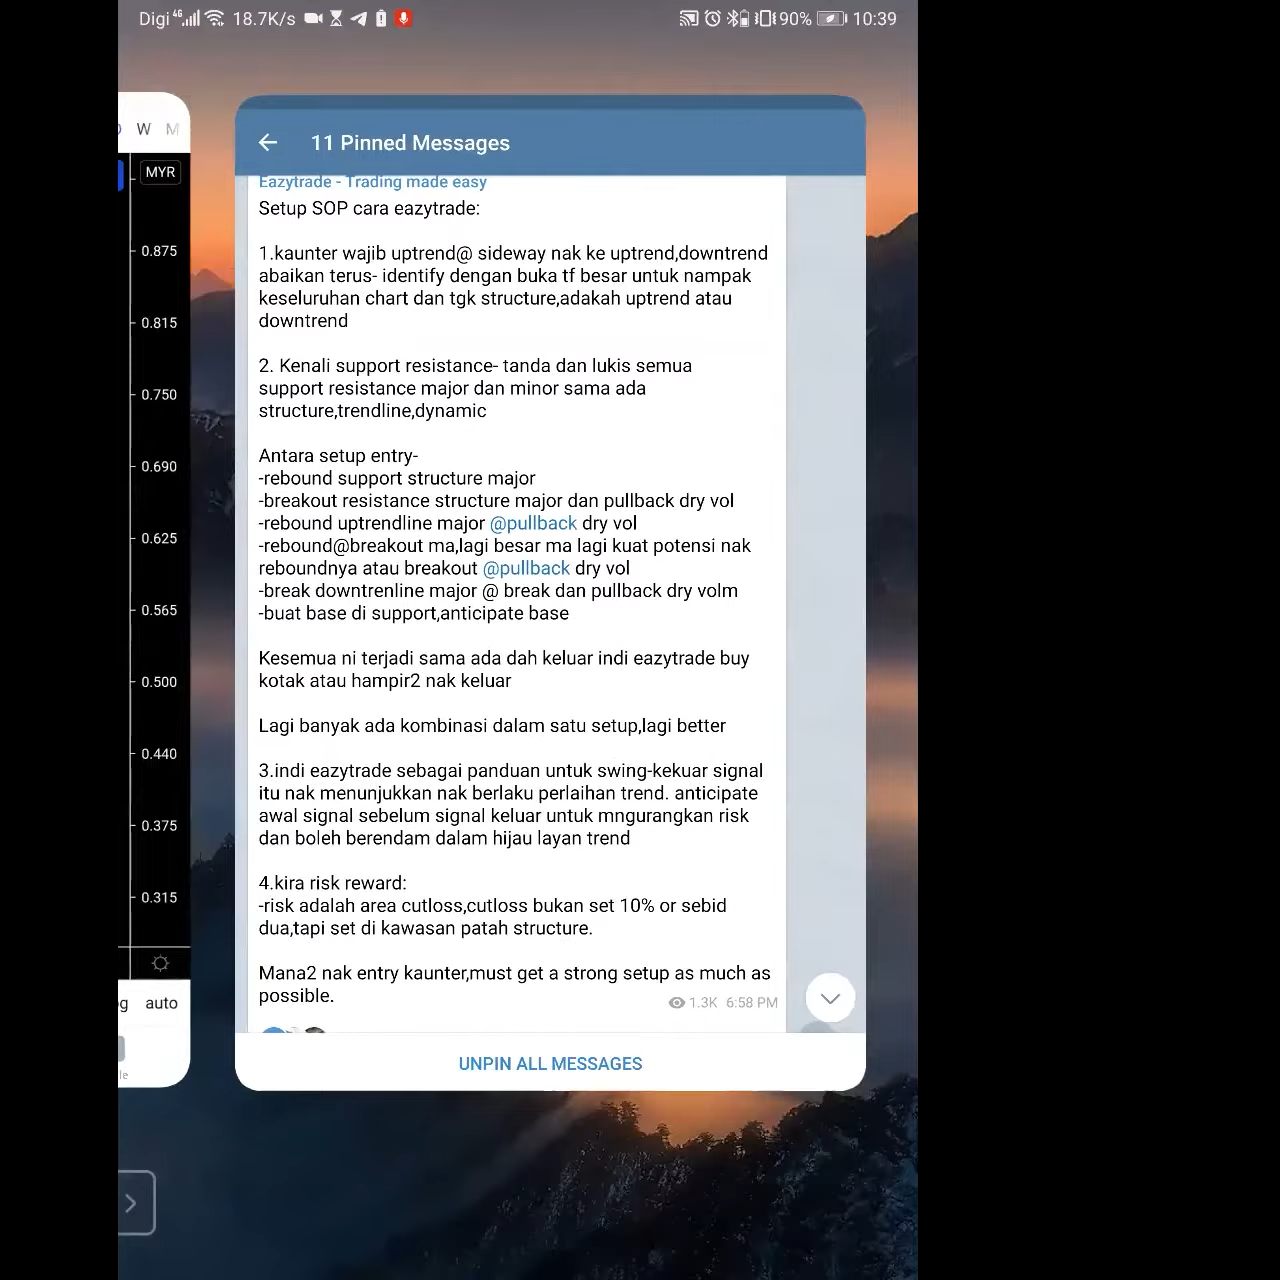 Digi 4G 18.7K/s 90% 10:39
W M
MYR
0.875
0.815
0.750
0.690
0.625
0.565
0.500
0.440
0.375
0.315
g auto
le
11 Pinned Messages
Eazytrade - Trading made easy
Setup SOP cara eazytrade:
1.kaunter wajib uptrend@ sideway nak ke uptrend,downtrend
abaikan terus- identify dengan buka tf besar untuk nampak
keseluruhan chart dan tgk structure,adakah uptrend atau
downtrend
2. Kenali support resistance- tanda dan lukis semua
support resistance major dan minor sama ada
structure,trendline,dynamic
Antara setup entry-
-rebound support structure major
-breakout resistance structure major dan pullback dry vol
-rebound uptrendline major @pullback dry vol
-rebound@breakout ma,lagi besar ma lagi kuat potensi nak
reboundnya atau breakout @pullback dry vol
-break downtrenline major @ break dan pullback dry volm
-buat base di support,anticipate base
Kesemua ni terjadi sama ada dah keluar indi eazytrade buy
kotak atau hampir2 nak keluar
Lagi banyak ada kombinasi dalam satu setup,lagi better
3.indi eazytrade sebagai panduan untuk swing-kekuar signal
itu nak menunjukkan nak berlaku perlaihan trend. anticipate
awal signal sebelum signal keluar untuk mngurangkan risk
dan boleh berendam dalam hijau layan trend
4.kira risk reward:
-risk adalah area cutloss,cutloss bukan set 10% or sebid
dua,tapi set di kawasan patah structure.
Mana2 nak entry kaunter,must get a strong setup as much as
possible.
1.3K 6:58 PM
UNPIN ALL MESSAGES